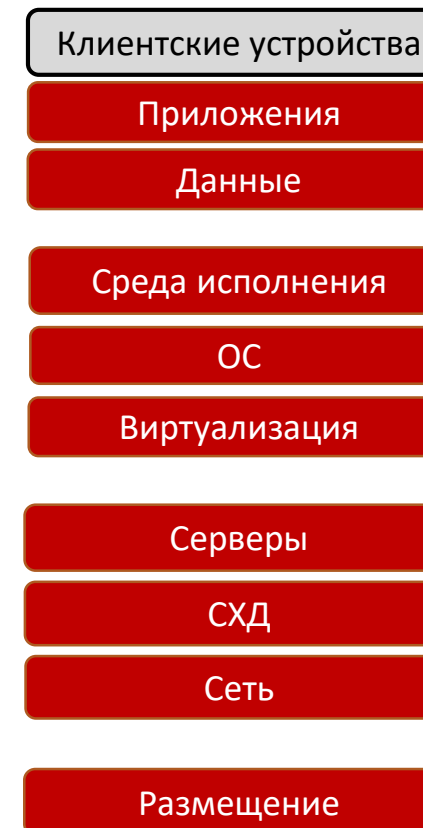 Клиентские устройства
Приложения
Данные
Среда исполнения
ОС
Виртуализация
Серверы
СХД
Сеть
Размещение